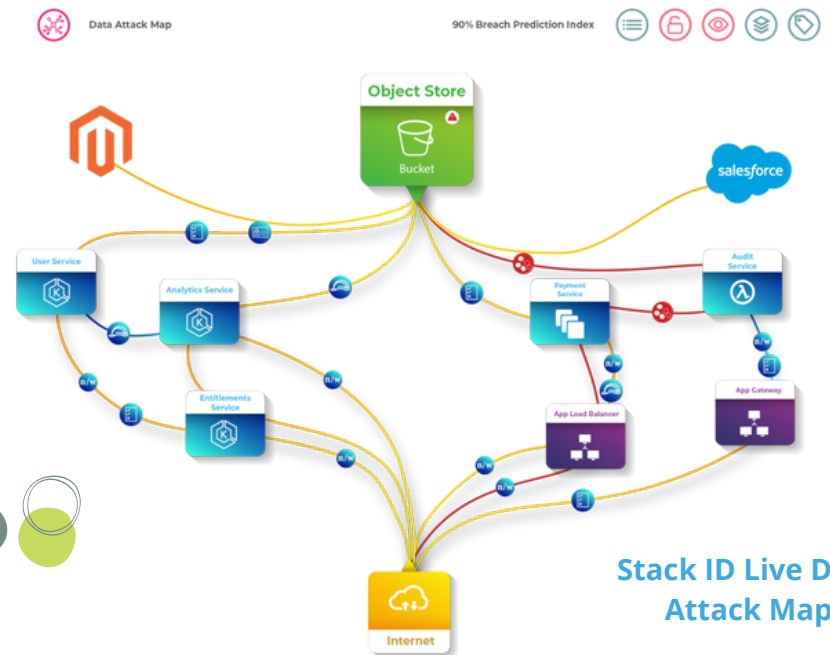 Data Attack Map
90% Breach Prediction Index
Object Store
Bucket
salesforce
User Service
Analytics Service
Audit
Service
Payment
Service
n/w
n/w
n/w
n/w
Entitlements
Service
App Load Balancer
App Gateway
n/w
n/w
n/w
Internet
Stack ID Live D
Attack Map